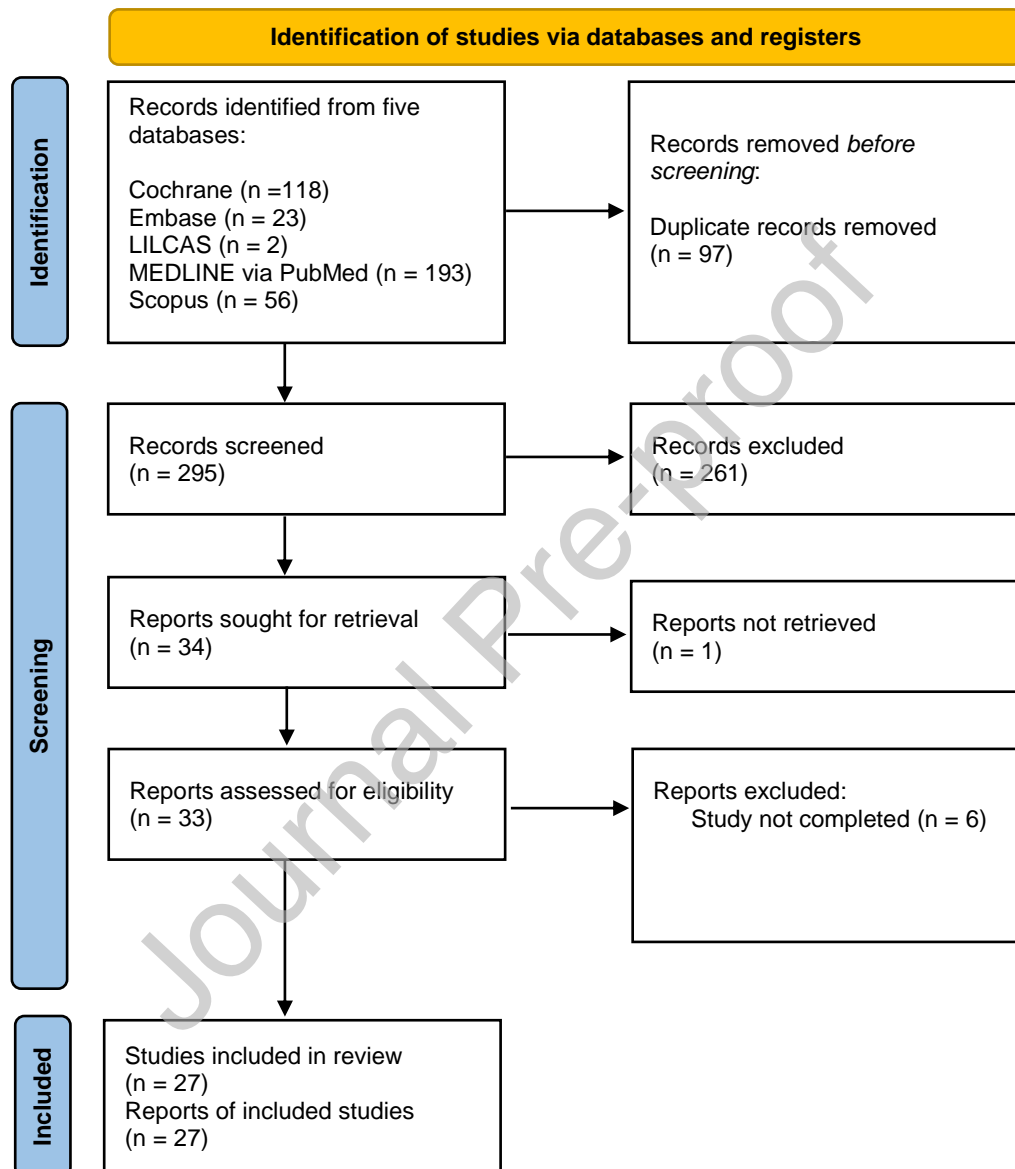 Identification of studies via databases and registers
Identification
Records identified from five
databases:
Cochrane (n =118)
Embase (n = 23)
LILCAS (n = 2)
MEDLINE via PubMed (n = 193)
Scopus (n = 56)
Records removed before
screening:
Duplicate records removed
(n = 97)
Screening
Records screened
(n = 295)
Records excluded
(n = 261)
Reports sought for retrieval
(n = 34)
Reports not retrieved
(n = 1)
Reports assessed for eligibility
(n = 33)
Reports excluded:
Study not completed (n = 6)
Included
Studies included in review
(n = 27)
Reports of included studies
(n = 27)
Journal Pre-proof